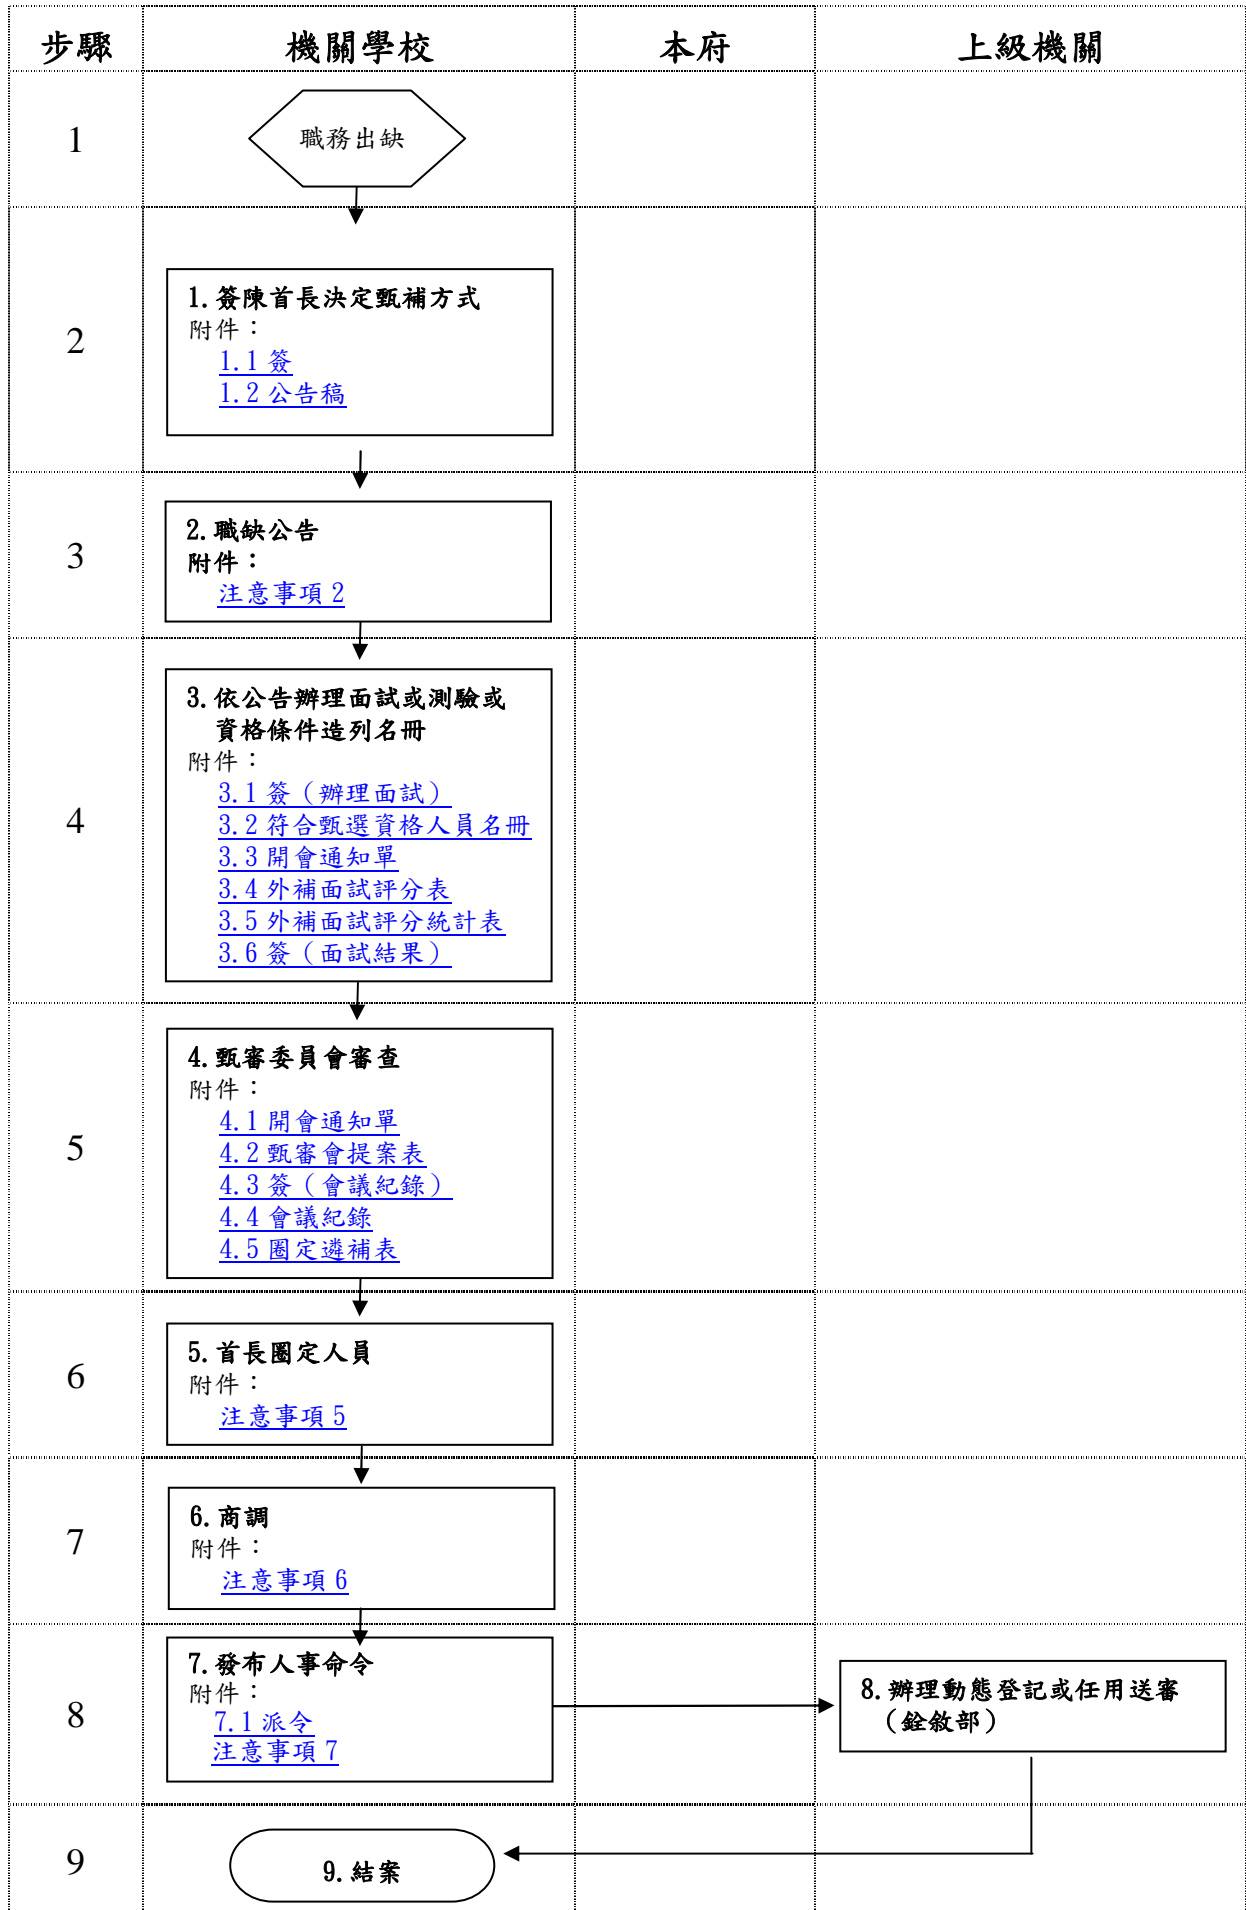 步驟 機關學校 本府 上級機關
1 職務出缺
2
1.簽陳首長決定甄補方式
附件：
1.1 簽
1.2 公告稿
3
2.職缺公告
附件：
注意事項 2
4
3.依公告辦理面試或測驗或
資格條件造列名冊
附件：
3.1 簽（辦理面試）
3.2 符合甄選資格人員名冊
3.3 開會通知單
3.4 外補面試評分表
3.5 外補面試評分統計表
3.6 簽（面試結果）
5
4.甄審委員會審查
附件：
4.1 開會通知單
4.2 甄審會提案表
4.3 簽（會議紀錄）
4.4 會議紀錄
4.5 圈定遴補表
6
5.首長圈定人員
附件：
注意事項 5
7
6.商調
附件：
注意事項 6
8
7.發布人事命令
附件：
7.1 派令
注意事項 7
8.辦理動態登記或任用送審
（銓敘部）
9
9.結案